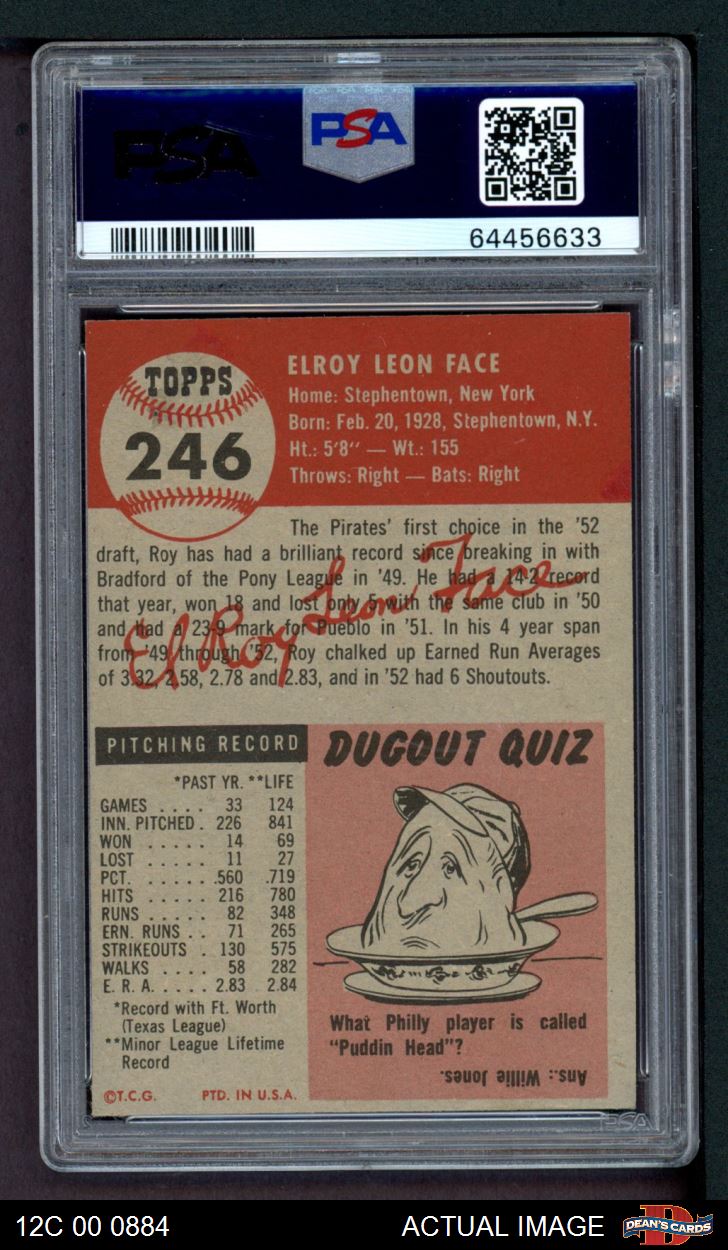 PSA
PSA
64456633
TOPPS
246
ELROY LEON FACE
Home: Stephentown, New York
Born: Feb. 20, 1928, Stephentown, N.Y.
Ht.: 5'8" — Wt.: 155
Throws: Right — Bats: Right
The Pirates' first choice in the '52
draft, Roy has had a brilliant record since breaking in with
Bradford of the Pony League in '49. He had a 14-2 record
that year, won 18 and lost only 5 with the same club in '50
and had a 23-9 mark for Pueblo in '51. In his 4 year span
from '49 through '52, Roy chalked up Earned Run Averages
of 3.32, 2.58, 2.78 and 2.83, and in '52 had 6 Shoutouts.
ElRoy Leon Face
PITCHING RECORD
*PAST YR. **LIFE
GAMES .... 33 124
INN. PITCHED . 226 841
WON ..... 14 69
LOST ..... 11 27
PCT. ...... .560 .719
HITS ..... 216 780
RUNS ..... 82 348
ERN. RUNS .. 71 265
STRIKEOUTS . 130 575
WALKS .... 58 282
E. R. A. .... 2.83 2.84
*Record with Ft. Worth
(Texas League)
**Minor League Lifetime
Record
©T.C.G. PTD. IN U.S.A.
DUGOUT QUIZ
What Philly player is called
"Puddin Head"?
Ans.: Willie Jones.
PSA
12C 00 0884
ACTUAL IMAGE
DEAN'S CARDS